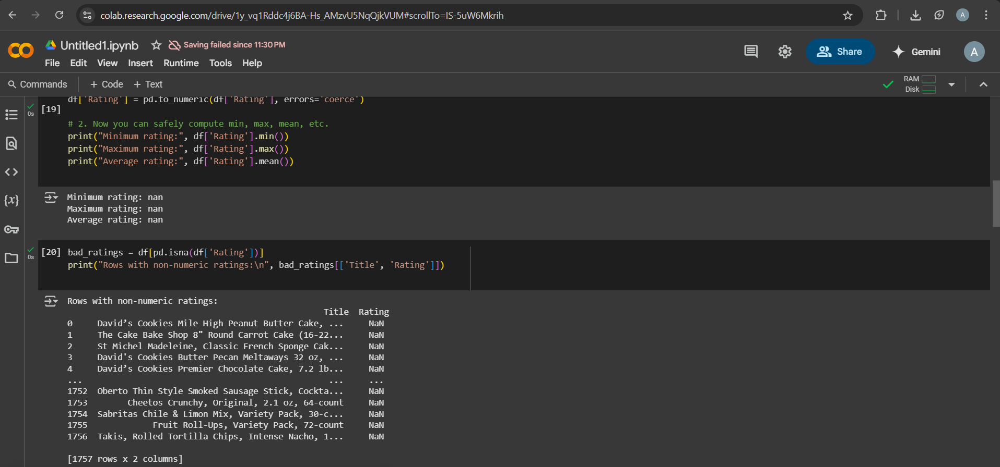 colab.research.google.com/drive/1y_vq1Rddc4j6BA-Hs_AMzvU5NqQjkVUM#scrollTo=IS-5uW6Mkrih
A
Untitled1.ipynb
Saving failed since 11:30 PM
File Edit View Insert Runtime Tools Help
Share
Gemini
A
Commands
+ Code
+ Text
RAM
Disk
df['Rating'] = pd.to_numeric(df['Rating'], errors='coerce')
0s
[19]
# 2. Now you can safely compute min, max, mean, etc.
print("Minimum rating:", df['Rating'].min())
print("Maximum rating:", df['Rating'].max())
print("Average rating:", df['Rating'].mean())
Minimum rating: nan
Maximum rating: nan
Average rating: nan
{x}
0s
[20] bad_ratings = df[pd.isna(df['Rating'])]
print("Rows with non-numeric ratings:\n", bad_ratings[['Title', 'Rating']])
Rows with non-numeric ratings:
Title Rating
0 David’s Cookies Mile High Peanut Butter Cake, ... NaN
1 The Cake Bake Shop 8" Round Carrot Cake (16-22... NaN
2 St Michel Madeleine, Classic French Sponge Cak... NaN
3 David's Cookies Butter Pecan Meltaways 32 oz, ... NaN
4 David’s Cookies Premier Chocolate Cake, 7.2 lb... NaN
... ... ...
1752 Oberto Thin Style Smoked Sausage Stick, Cockta... NaN
1753 Cheetos Crunchy, Original, 2.1 oz, 64-count NaN
1754 Sabritas Chile & Limon Mix, Variety Pack, 30-c... NaN
1755 Fruit Roll-Ups, Variety Pack, 72-count NaN
1756 Takis, Rolled Tortilla Chips, Intense Nacho, 1... NaN
[1757 rows x 2 columns]